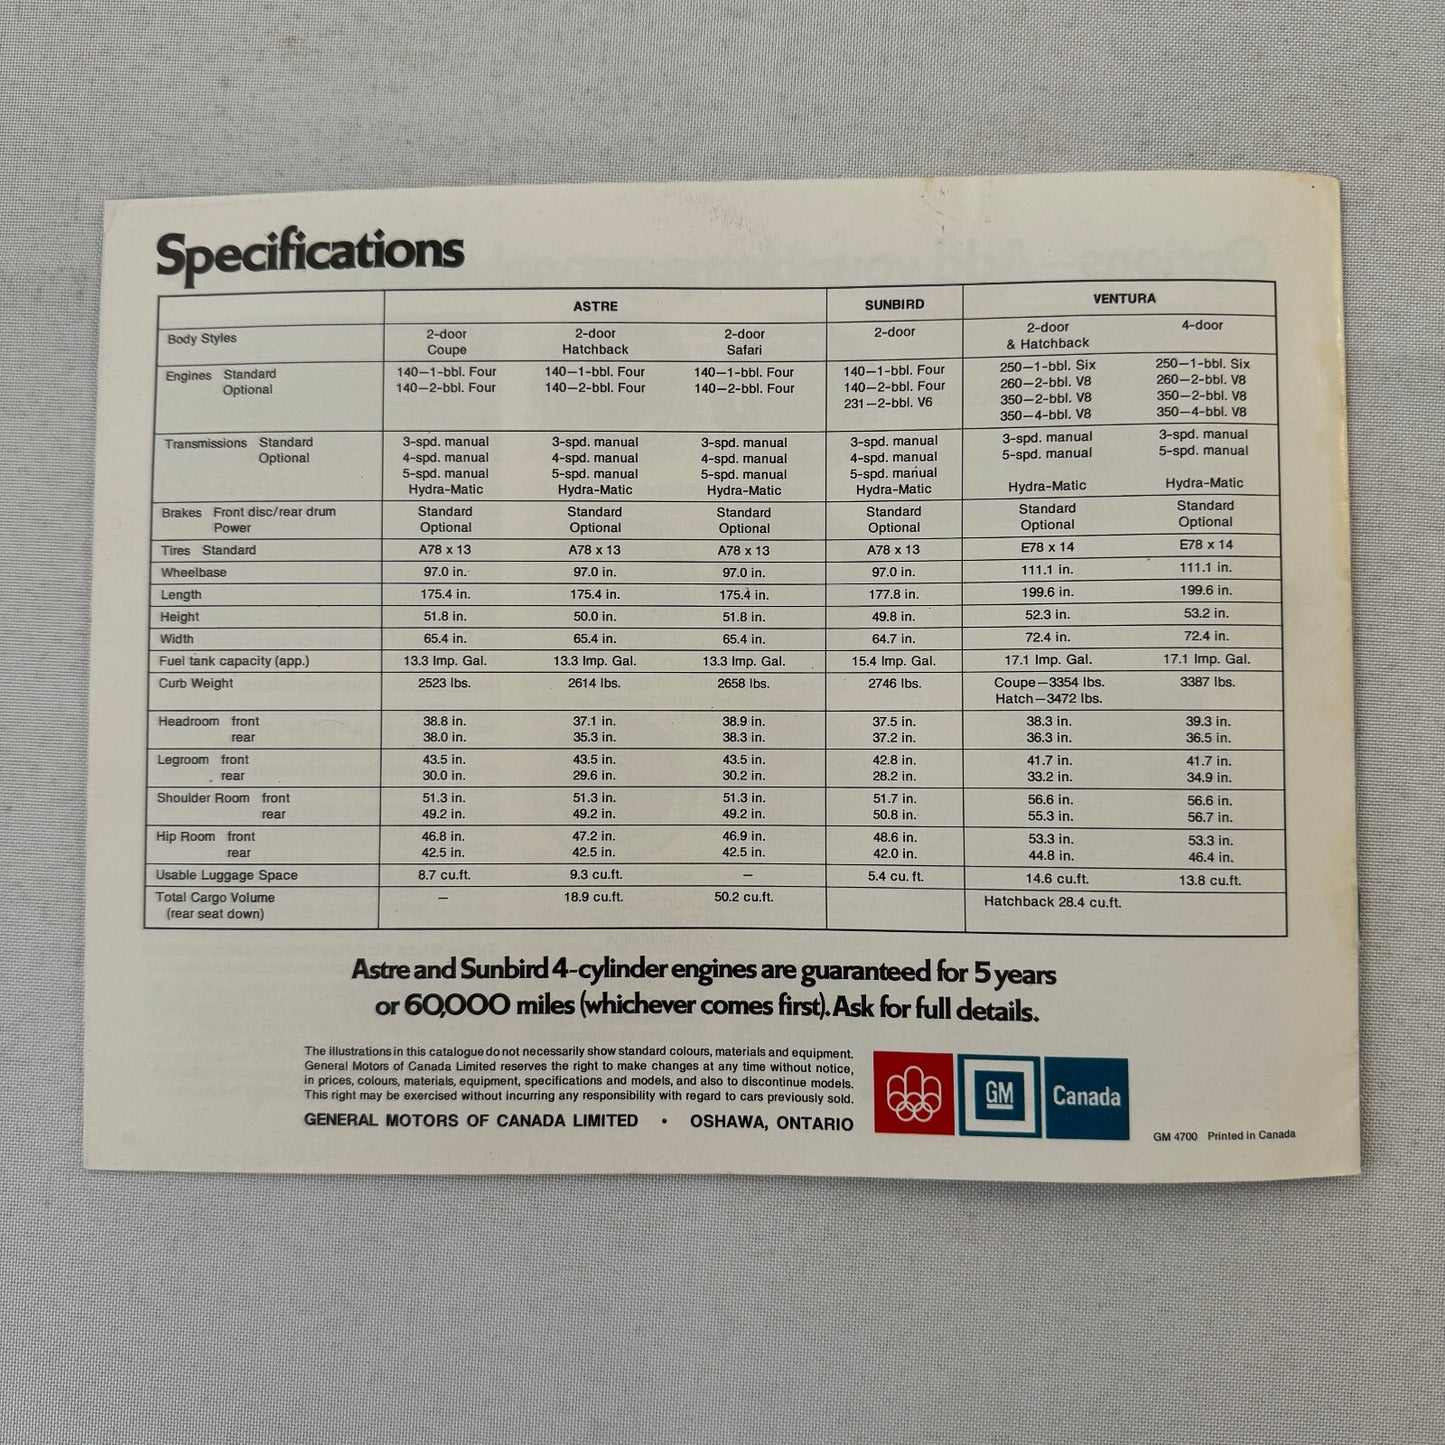 Specifications
ASTRE SUNBIRD VENTURA
Body Styles 2-door Coupe 2-door Hatchback 2-door Safari 2-door 2-door & Hatchback 4-door
Engines Standard 140—1-bbl. Four 140—1-bbl. Four 140—1-bbl. Four 140—1-bbl. Four 250—1-bbl. Six 250—1-bbl. Six
Optional 140—2-bbl. Four 140—2-bbl. Four 140—2-bbl. Four 140—2-bbl. Four 260—2-bbl. V8 260—2-bbl. V8
231—2-bbl. V6 350—2-bbl. V8 350—2-bbl. V8
350—4-bbl. V8 350—4-bbl. V8
Transmissions Standard 3-spd. manual 3-spd. manual 3-spd. manual 3-spd. manual 3-spd. manual 3-spd. manual
Optional 4-spd. manual 4-spd. manual 4-spd. manual 4-spd. manual 5-spd. manual 5-spd. manual
5-spd. manual 5-spd. manual 5-spd. manual 5-spd. manual
Hydra-Matic Hydra-Matic Hydra-Matic Hydra-Matic Hydra-Matic Hydra-Matic
Brakes Front disc/rear drum Standard Standard Standard Standard Standard Standard
Power Optional Optional Optional Optional Optional Optional
Tires Standard A78 x 13 A78 x 13 A78 x 13 A78 x 13 E78 x 14 E78 x 14
Wheelbase 97.0 in. 97.0 in. 97.0 in. 97.0 in. 111.1 in. 111.1 in.
Length 175.4 in. 175.4 in. 175.4 in. 177.8 in. 199.6 in. 199.6 in.
Height 51.8 in. 50.0 in. 51.8 in. 49.8 in. 52.3 in. 53.2 in.
Width 65.4 in. 65.4 in. 65.4 in. 64.7 in. 72.4 in. 72.4 in.
Fuel tank capacity (app.) 13.3 Imp. Gal. 13.3 Imp. Gal. 13.3 Imp. Gal. 15.4 Imp. Gal. 17.1 Imp. Gal. 17.1 Imp. Gal.
Curb Weight 2523 lbs. 2614 lbs. 2658 lbs. 2746 lbs. Coupe—3354 lbs. 3387 lbs.
Hatch—3472 lbs.
Headroom front 38.8 in. 37.1 in. 38.9 in. 37.5 in. 38.3 in. 39.3 in.
rear 38.0 in. 35.3 in. 38.3 in. 37.2 in. 36.3 in. 36.5 in.
Legroom front 43.5 in. 43.5 in. 43.5 in. 42.8 in. 41.7 in. 41.7 in.
rear 30.0 in. 29.6 in. 30.2 in. 28.2 in. 33.2 in. 34.9 in.
Shoulder Room front 51.3 in. 51.3 in. 51.3 in. 51.7 in. 56.6 in. 56.6 in.
rear 49.2 in. 49.2 in. 49.2 in. 50.8 in. 55.3 in. 56.7 in.
Hip Room front 46.8 in. 47.2 in. 46.9 in. 48.6 in. 53.3 in. 53.3 in.
rear 42.5 in. 42.5 in. 42.5 in. 42.0 in. 44.8 in. 46.4 in.
Usable Luggage Space 8.7 cu.ft. 9.3 cu.ft. — 5.4 cu. ft. 14.6 cu.ft. 13.8 cu.ft.
Total Cargo Volume — 18.9 cu.ft. 50.2 cu.ft. Hatchback 28.4 cu.ft.
(rear seat down)
Astre and Sunbird 4-cylinder engines are guaranteed for 5 years
or 60,000 miles (whichever comes first). Ask for full details.
The illustrations in this catalogue do not necessarily show standard colours, materials and equipment.
General Motors of Canada Limited reserves the right to make changes at any time without notice,
in prices, colours, materials, equipment, specifications and models, and also to discontinue models.
This right may be exercised without incurring any responsibility with regard to cars previously sold.
GENERAL MOTORS OF CANADA LIMITED • OSHAWA, ONTARIO
GM Canada
GM 4700 Printed in Canada